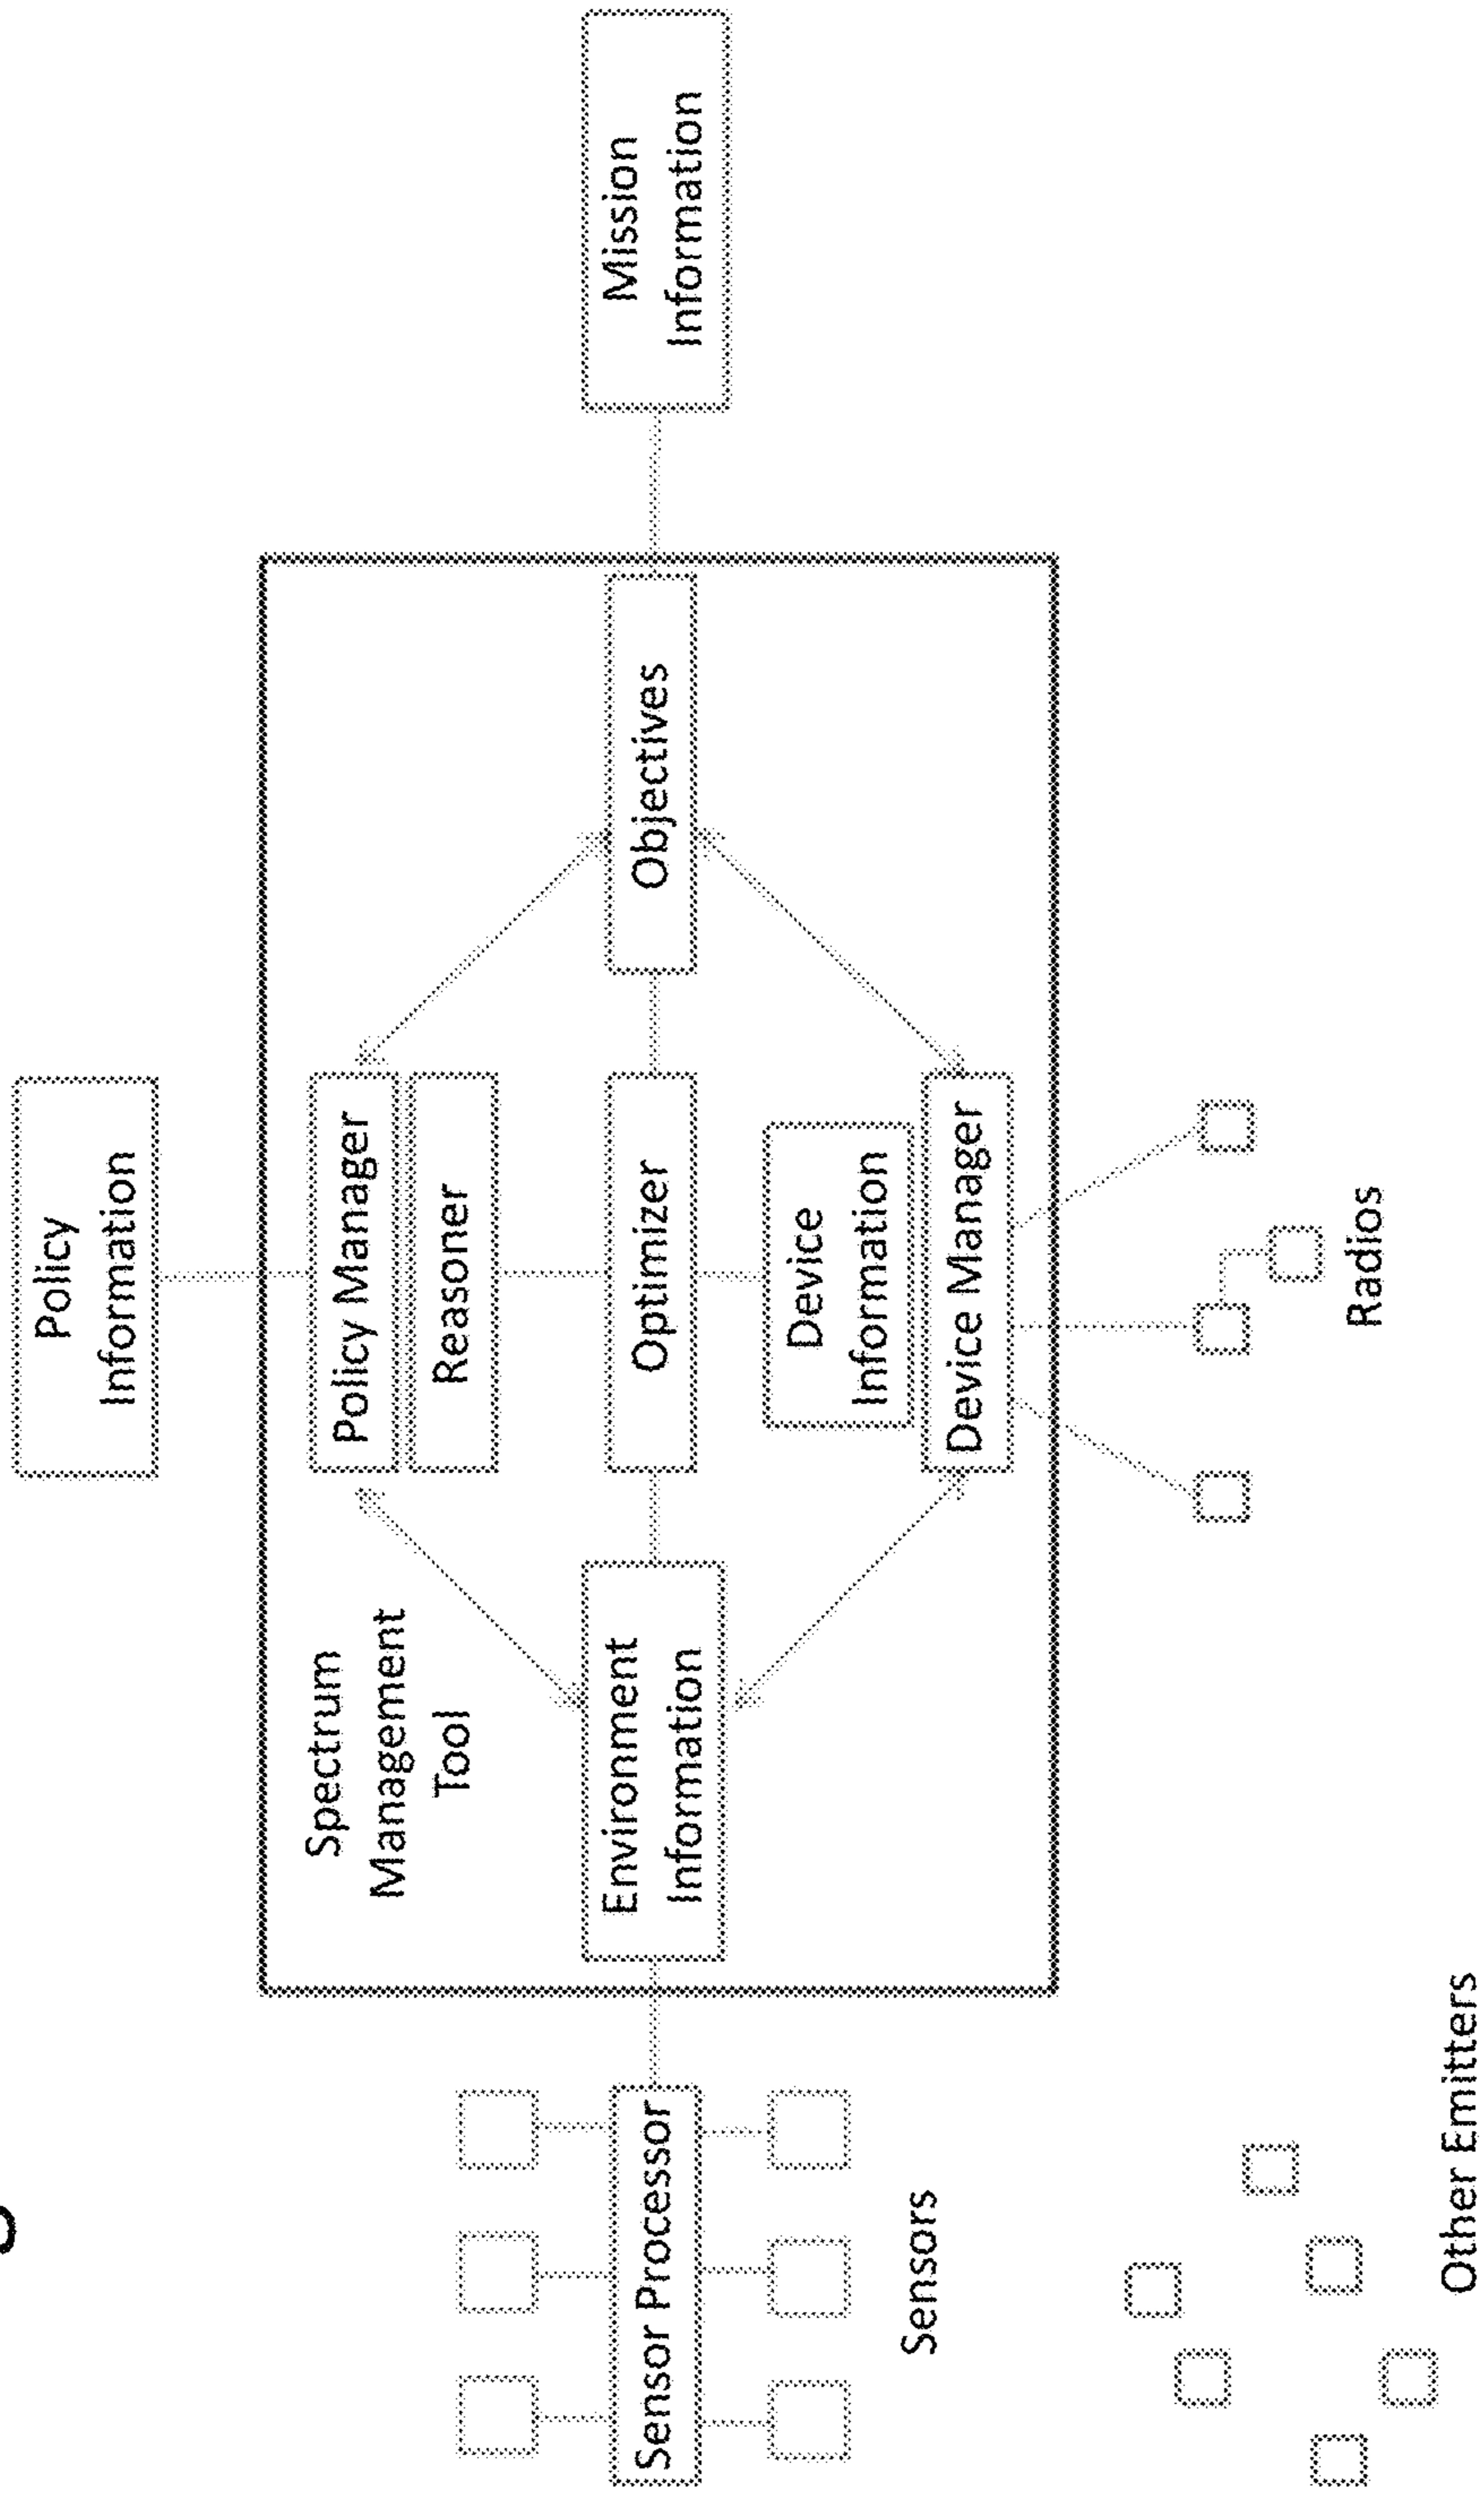 Policy
Information
Spectrum
Management
Tool
Policy Manager
Reasoner
Sensor Processor
Environment
Information
Optimizer
Objectives
Mission
Information
Device
Information
Device Manager
Sensors
Radios
Other Emitters